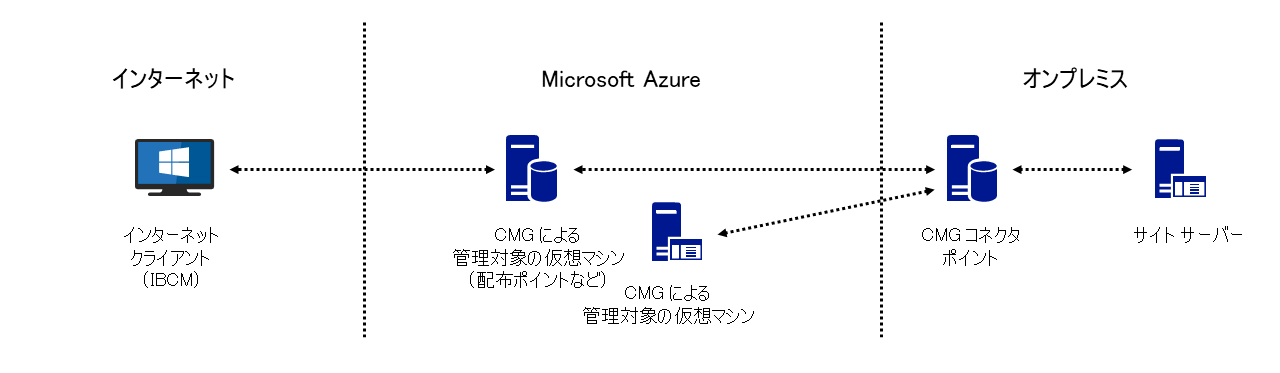 インターネット
Microsoft Azure
オンプレミス
インターネット
クライアント
（IBCM）
CMG による
管理対象の仮想マシン
（配布ポイントなど）
CMG による
管理対象の仮想マシン
CMG コネクタ
ポイント
サイト サーバー